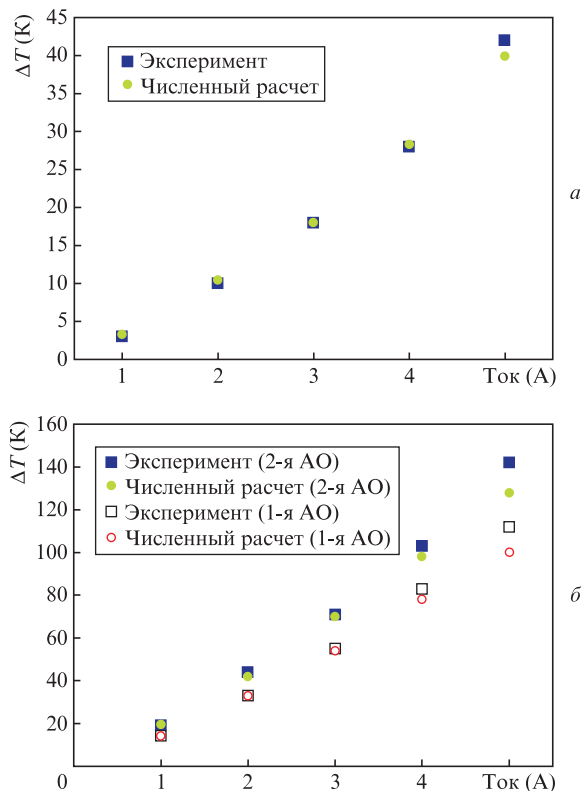 ΔT (К)
45
40
35
30
25
20
15
10
5
0
Эксперимент
Численный расчет
1
2
3
4
Ток (А)
а
ΔT (К)
160
140
120
100
80
60
40
20
0
Эксперимент (2-я АО)
Численный расчет (2-я АО)
Эксперимент (1-я АО)
Численный расчет (1-я АО)
1
2
3
4
Ток (А)
б